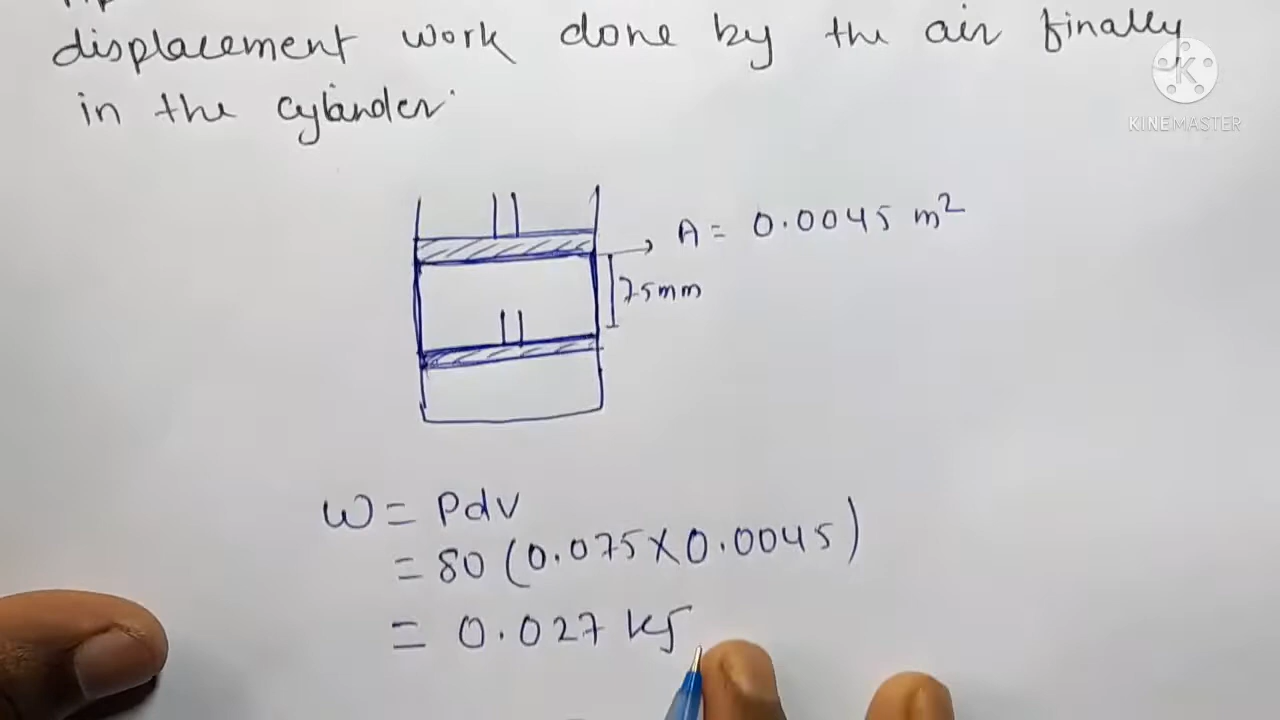 displacement work done by the air finally
in the cylinder.
K
KINEMASTER
A = 0.0045 m²
75mm
W = pdv
= 80 (0.075×0.0045)
= 0.027 kJ